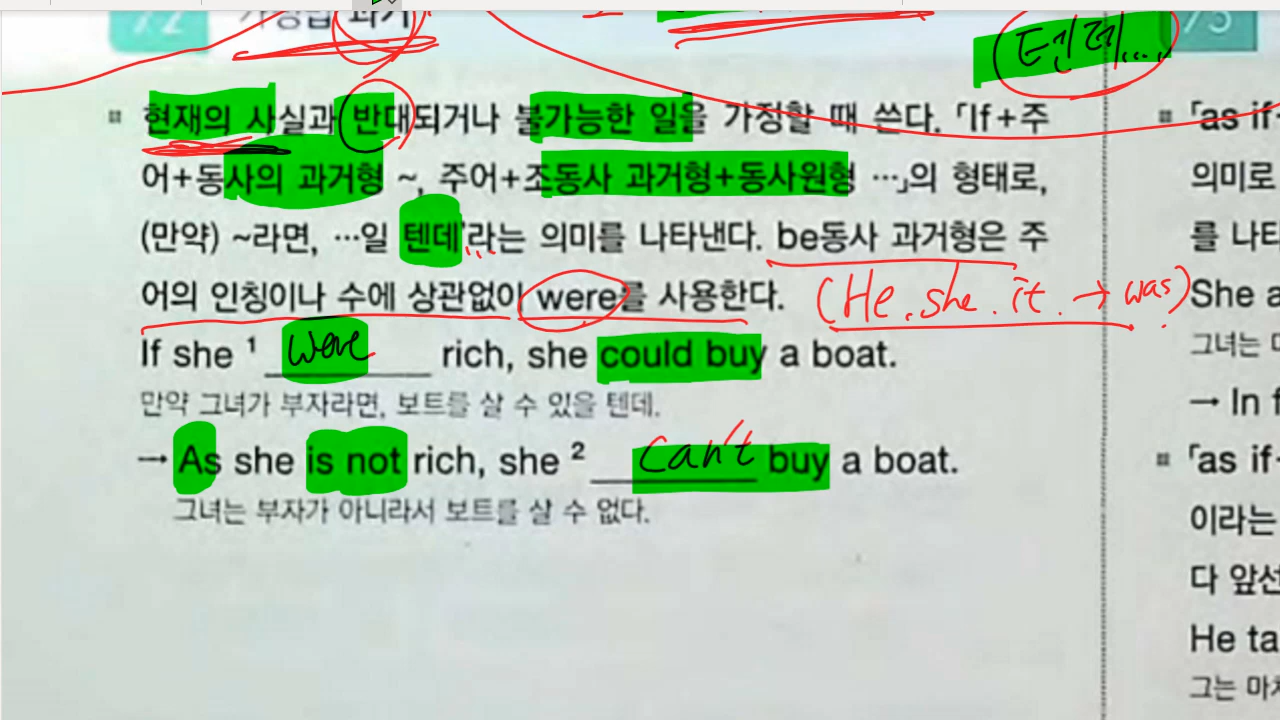 72 가정법 과거
텐데...
73
현재의 사실과 반대되거나 불가능한 일을 가정할 때 쓴다. 「If+주
어+동사의 과거형 ~, 주어+조동사 과거형+동사원형 …」의 형태로,
'(만약) ~라면, …일 텐데'라는 의미를 나타낸다. be동사 과거형은 주
어의 인칭이나 수에 상관없이 were를 사용한다.
(He. she. it. → was)
If she ¹ were rich, she could buy a boat.
만약 그녀가 부자라면, 보트를 살 수 있을 텐데.
→ As she is not rich, she ² can't buy a boat.
그녀는 부자가 아니라서 보트를 살 수 없다.
「as if
의미로
를 나타
She a
그녀는
→ In f
「as if
이라는
다 앞선
He ta
그는 마치